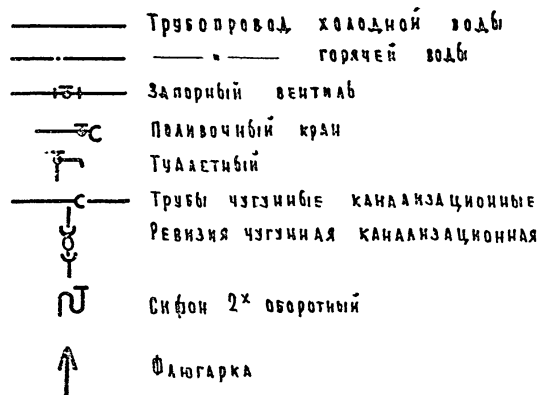 Трубопровод холодной воды
— " — горячей воды
Запорный вентиль
Поливочный кран
Туалетный
Трубы чугунные канализационные
Ревизия чугунная канализационная
Сифон 2х оборотный
Флюгарка